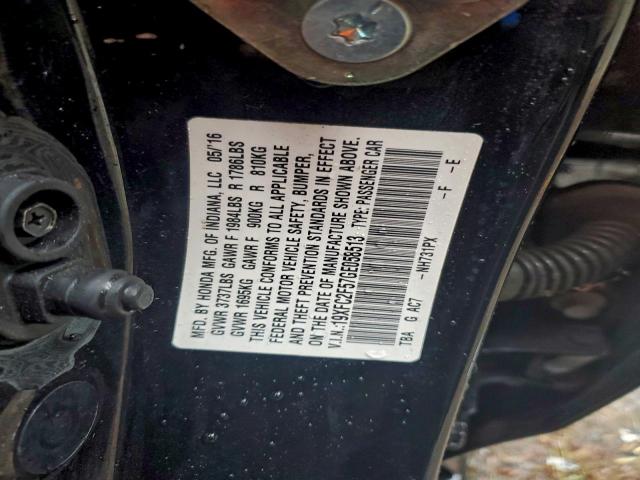 MFD. BY HONDA MFG. OF INDIANA, LLC 05/16
GVWR 3737LBS GAWR F 1984LBS R 1786LBS
GVWR 1695KG GAWR F 900KG R 810KG
THIS VEHICLE CONFORMS TO ALL APPLICABLE
FEDERAL MOTOR VEHICLE SAFETY, BUMPER,
AND THEFT PREVENTION STANDARDS IN EFFECT
ON THE DATE OF MANUFACTURE SHOWN ABOVE.
V.I.N.:19XFC2F57GE058513 TYPE: PASSENGER CAR
TBA G AC7 -NH731PX -F -E